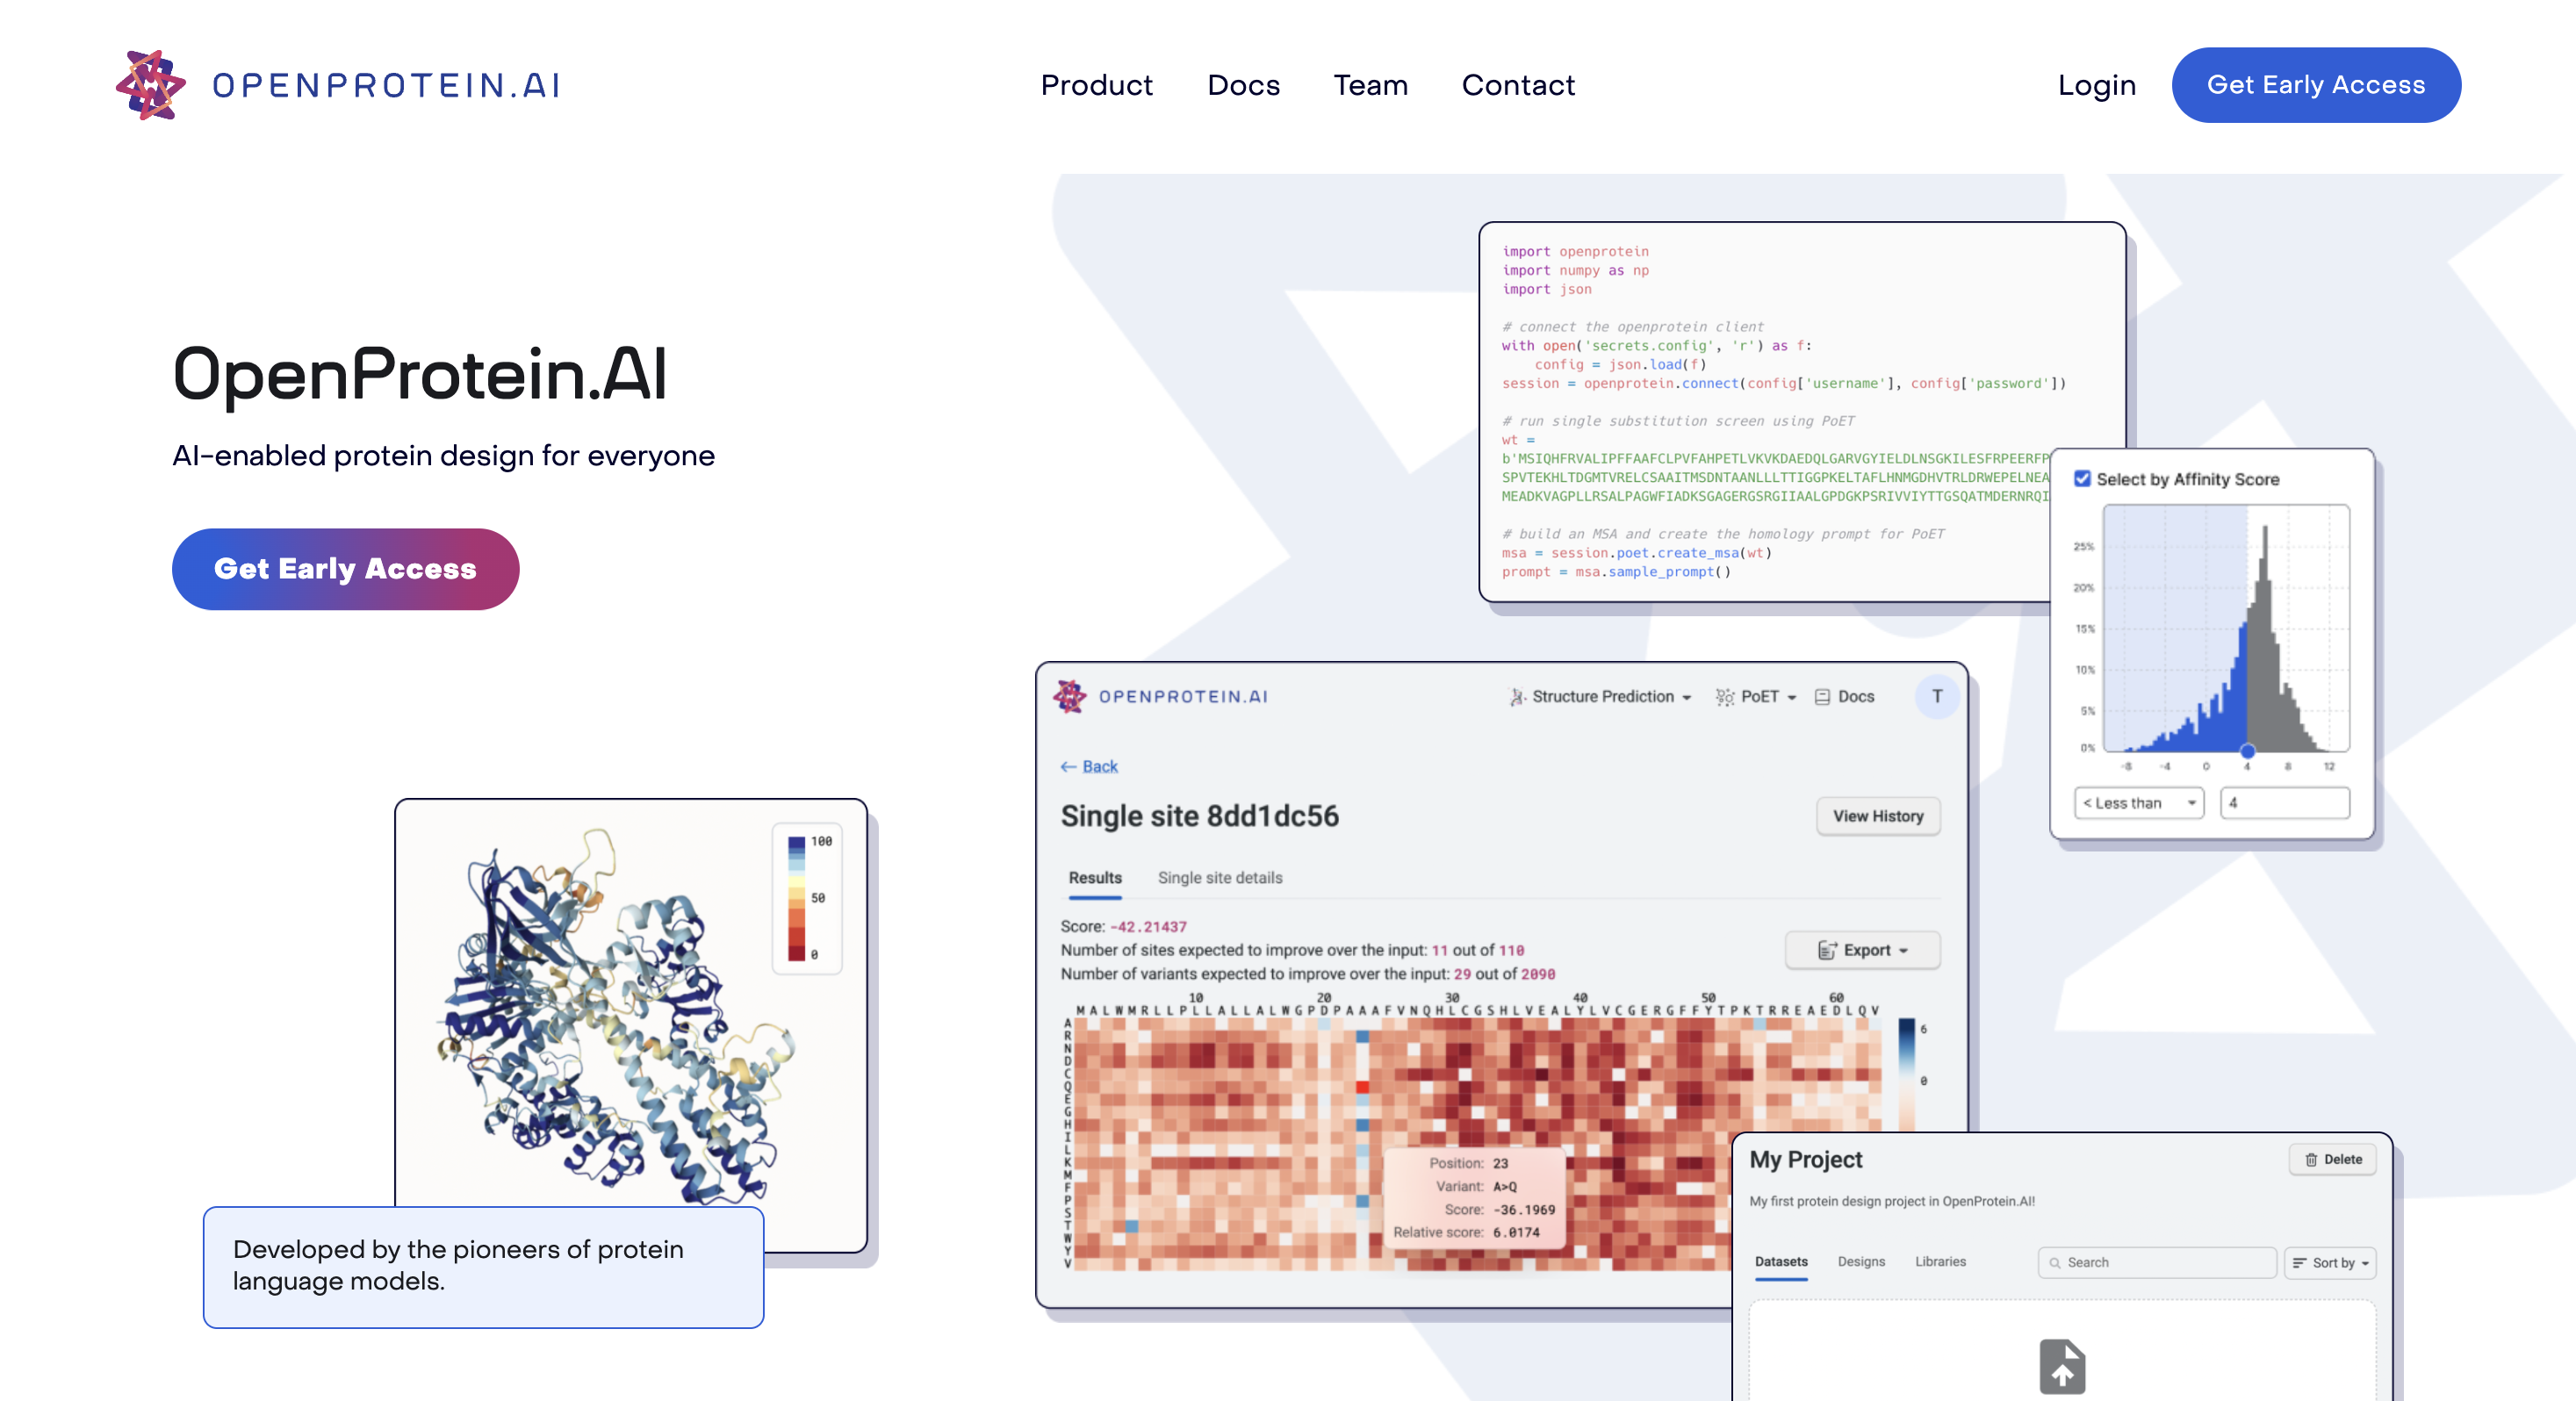 OPENPROTEIN.AI
Product Docs Team Contact
Login Get Early Access
OpenProtein.AI
AI-enabled protein design for everyone
Get Early Access
import openprotein
import numpy as np
import json
# connect the openprotein client
with open('secrets.config', 'r') as f:
config = json.load(f)
session = openprotein.connect(config['username'], config['password'])
# run single substitution screen using PoET
wt =
b'MSIQHFRVALIPFFAAFCLPVFAHPETLVKVKDAEDQLGARVGYIELDLNSGKILESFRPEERFP
SPVTEKHLTDGMTVRELCSAAITMSDNTAANLLLTTIGGPKELTAFLHNMGDHVTRLDRWEPELNEA
MEADKVAGPLLRSALPAGWFIADKSGAGERGSRGIIAALGPDGKPSRIVVIYTTGSQATMDERNRQI
# build an MSA and create the homology prompt for PoET
msa = session.poet.create_msa(wt)
prompt = msa.sample_prompt()
Select by Affinity Score
25%
20%
15%
10%
5%
0%
-8 -4 0 4 8 12
< Less than 4
OPENPROTEIN.AI
Structure Prediction PoET Docs T
Back
Single site 8dd1dc56
View History
Results Single site details
Score: -42.21437
Number of sites expected to improve over the input: 11 out of 110
Number of variants expected to improve over the input: 29 out of 2090
Export
10 20 30 40 50 60
M A L W M R L L P L L A L L A L W G P D P A A A F V N Q H L C G S H L V E A L Y L V C G E R G F F Y T P K T R R E A E D L Q V
A
R
N
D
C
Q
E
G
H
I
L
K
M
F
P
S
T
W
Y
V
6
0
Position: 23
Variant: A>Q
Score: -36.1969
Relative score: 6.0174
100
50
0
Developed by the pioneers of protein
language models.
My Project
Delete
My first protein design project in OpenProtein.AI!
Datasets Designs Libraries
Search Sort by